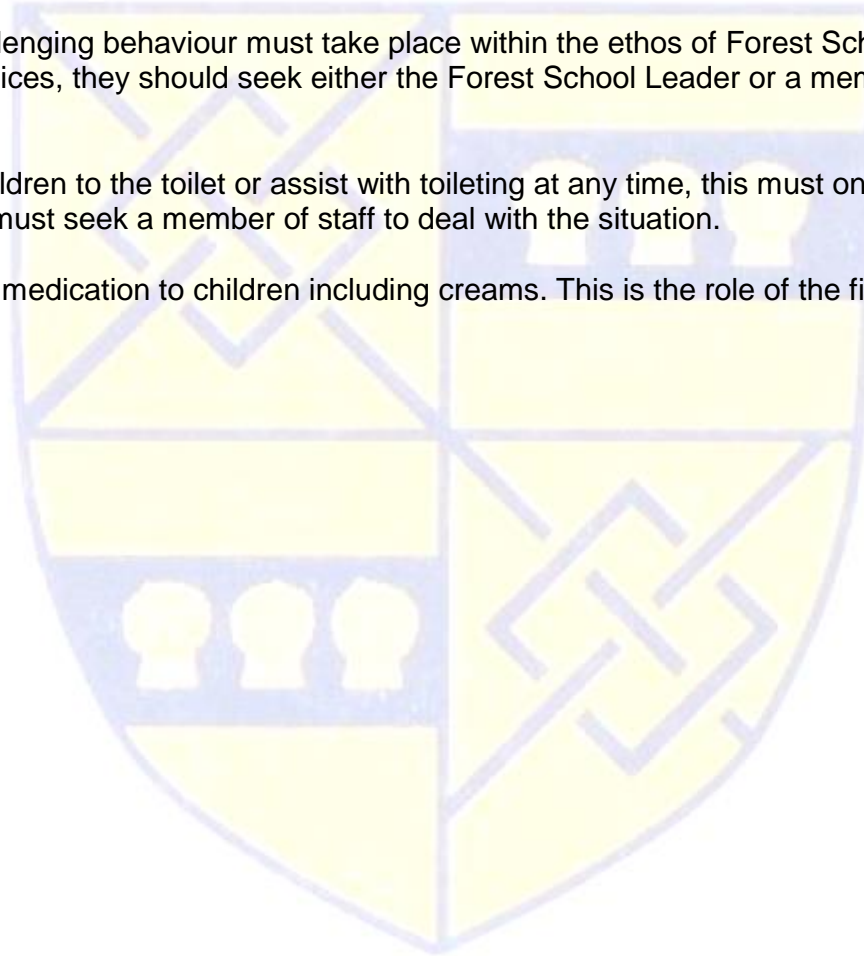 lenging behaviour must take place within the ethos of Forest Sch
ices, they should seek either the Forest School Leader or a mem
ldren to the toilet or assist with toileting at any time, this must on
must seek a member of staff to deal with the situation.
medication to children including creams. This is the role of the fi